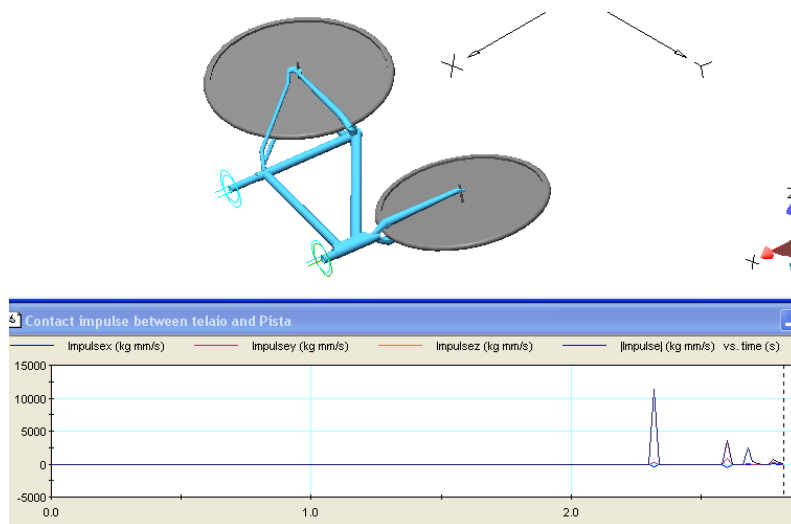 X
Y
Z
X
Contact impulse between telaio and Pista
Impulsex (kg mm/s) Impulsey (kg mm/s) Impulsez (kg mm/s) |Impulse| (kg mm/s) vs. time (s)
15000
10000
5000
0
-5000
0.0 1.0 2.0